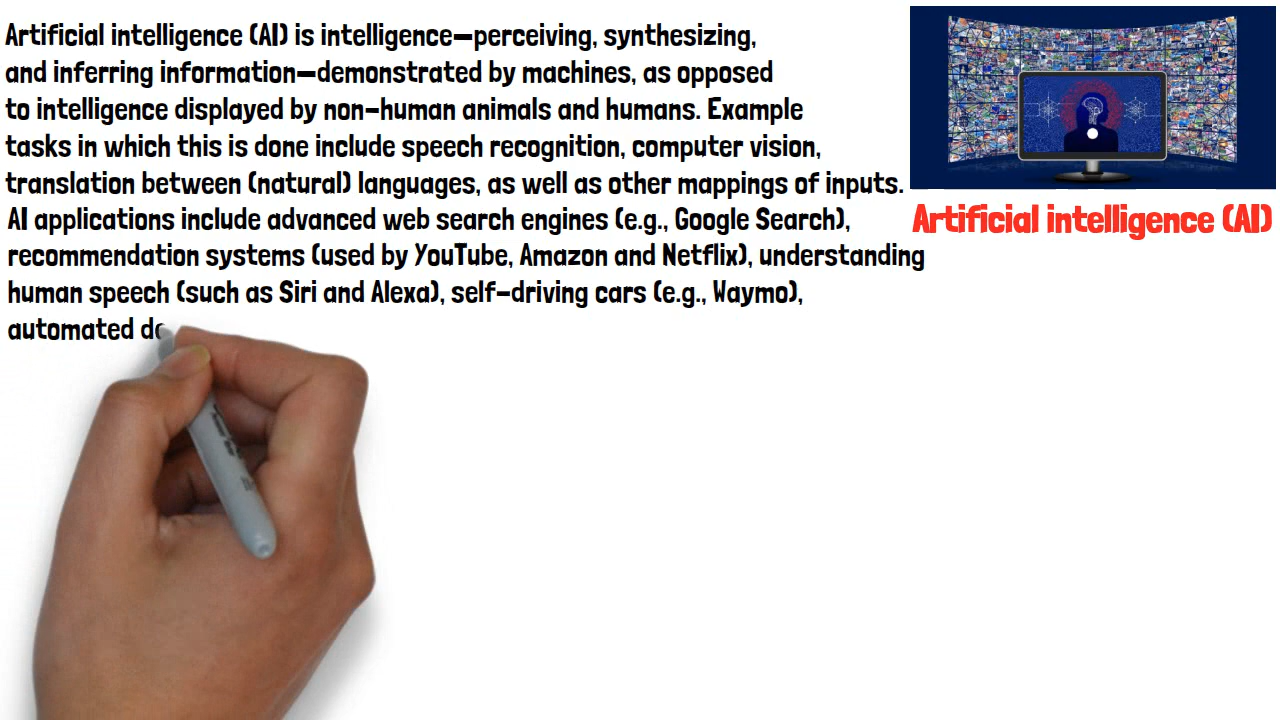 Artificial intelligence (AI) is intelligence—perceiving, synthesizing,
and inferring information—demonstrated by machines, as opposed
to intelligence displayed by non-human animals and humans. Example
tasks in which this is done include speech recognition, computer vision,
translation between (natural) languages, as well as other mappings of inputs.
AI applications include advanced web search engines (e.g., Google Search),
recommendation systems (used by YouTube, Amazon and Netflix), understanding
human speech (such as Siri and Alexa), self-driving cars (e.g., Waymo),
automated
Artificial intelligence (AI)